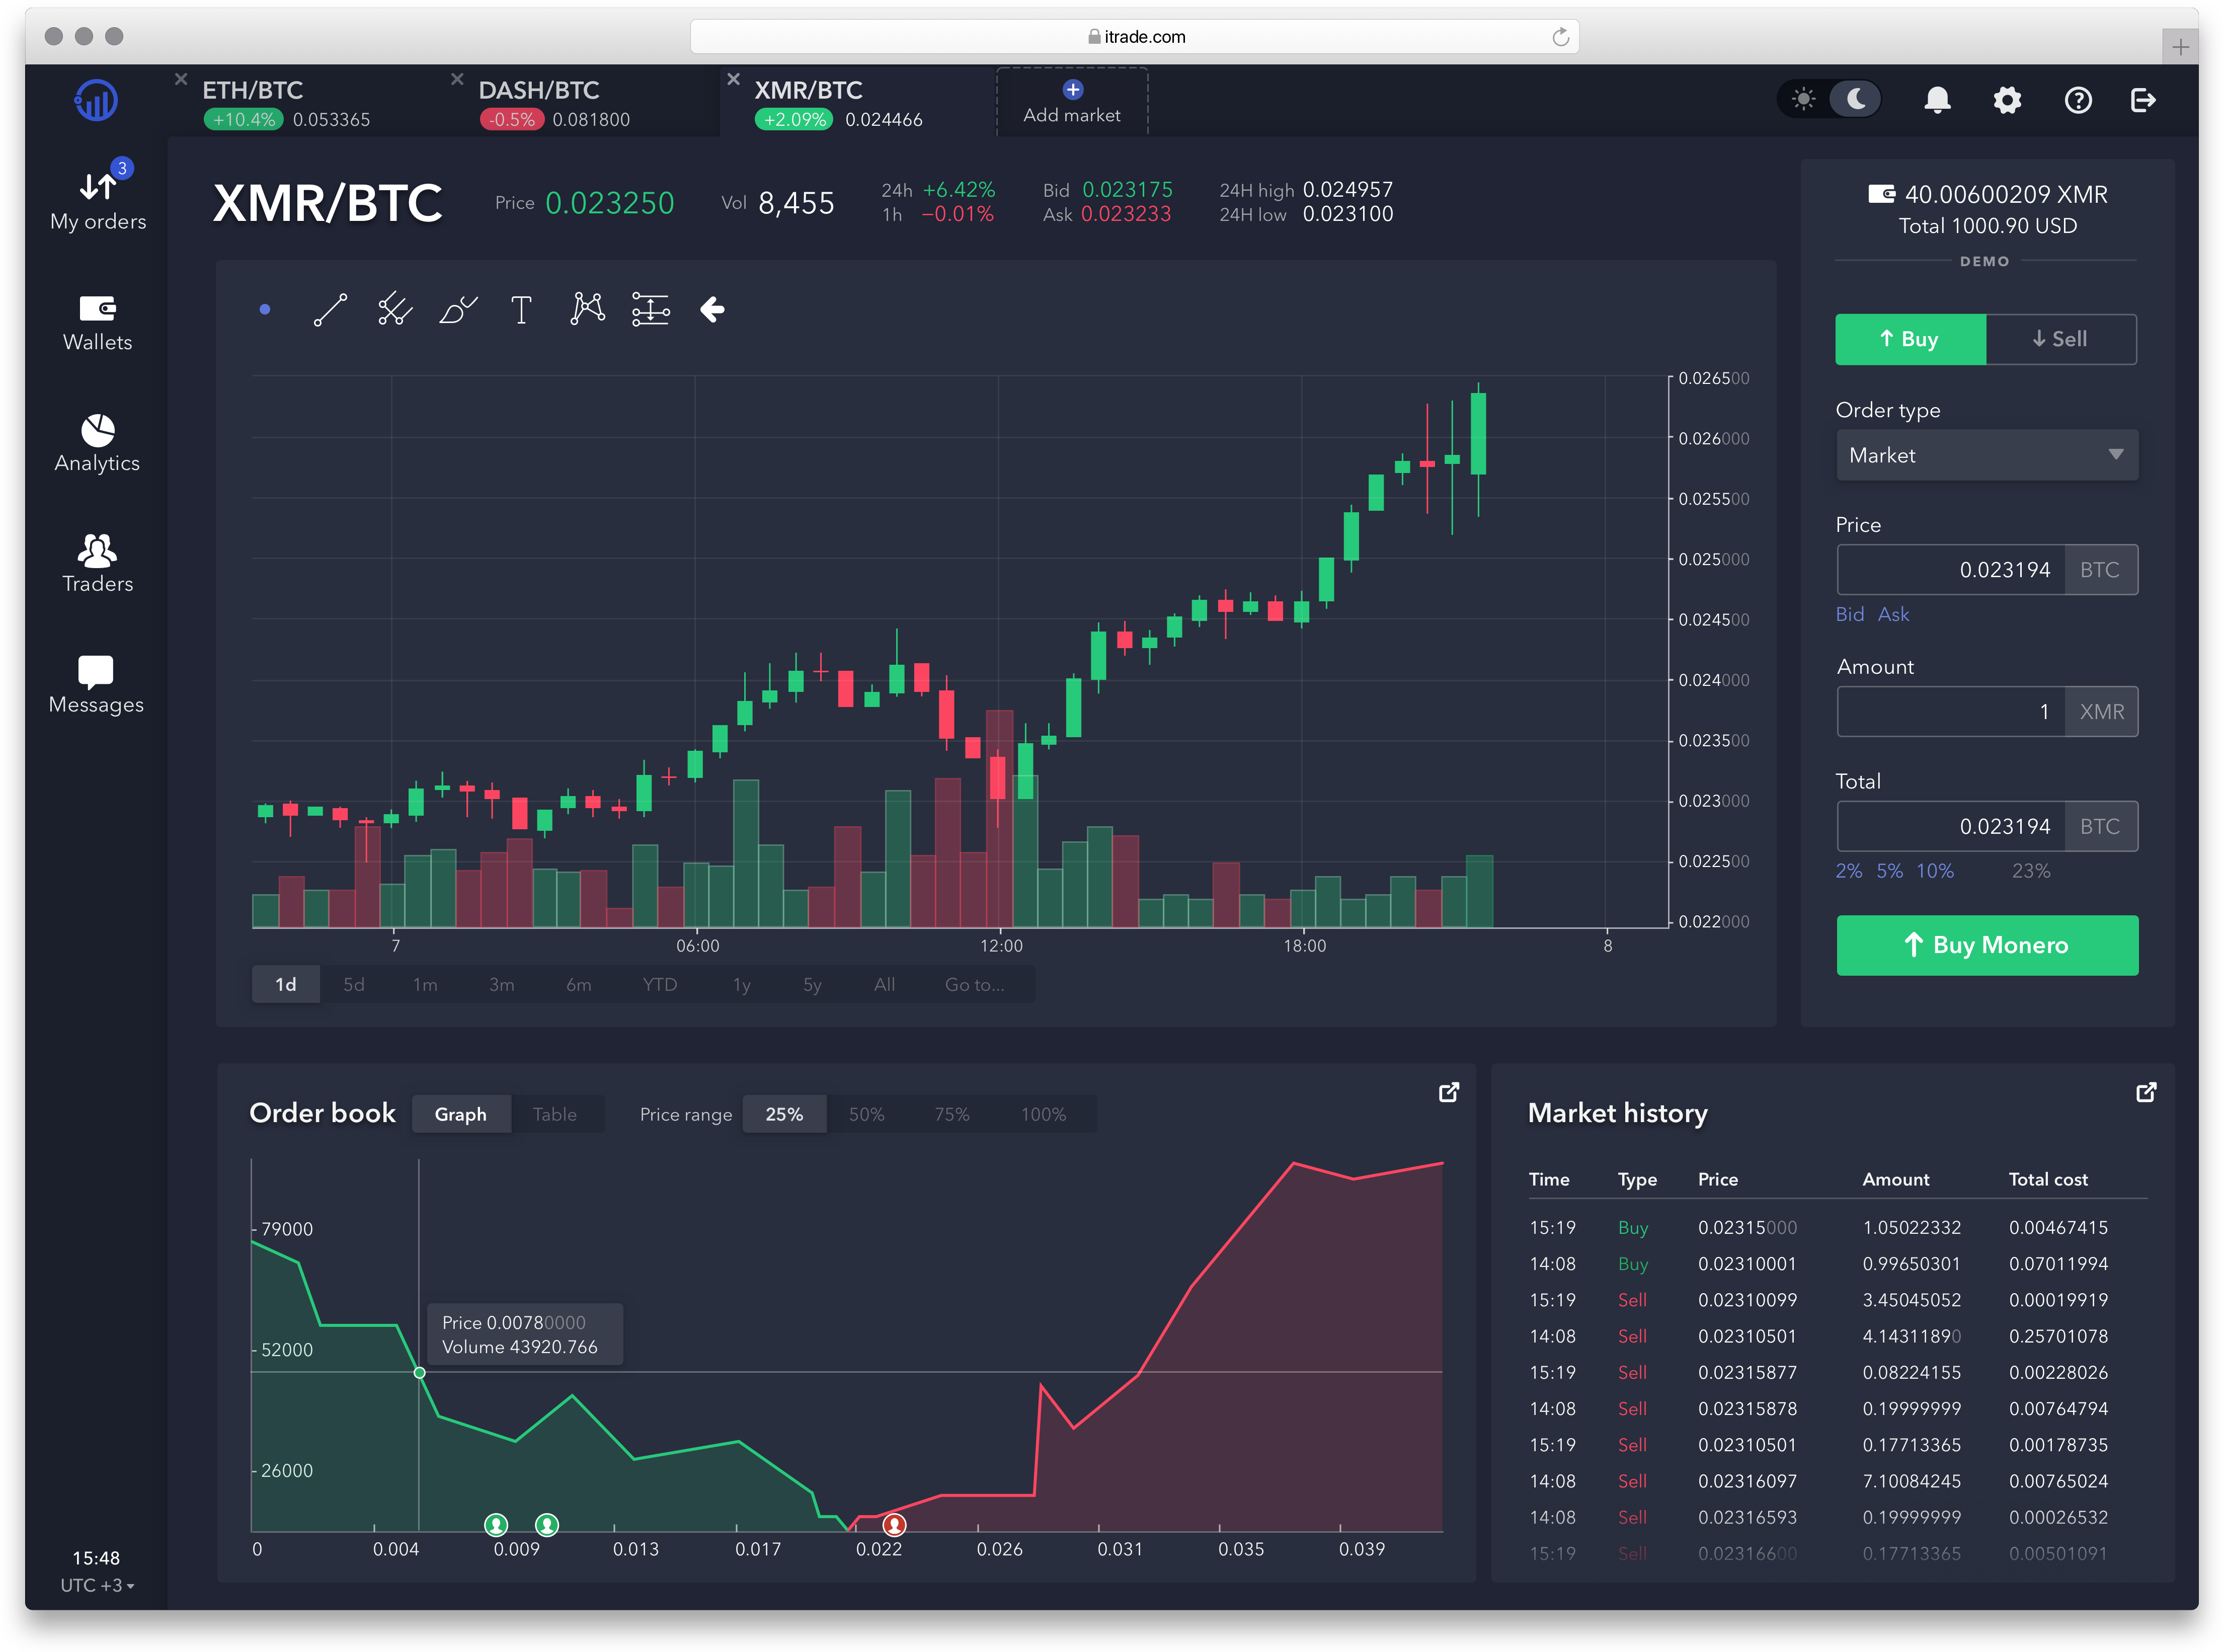 itrade.com
ETH/BTC
+10.4% 0.053365
DASH/BTC
-0.5% 0.081800
XMR/BTC
+2.09% 0.024466
Add market
3
My orders
Wallets
Analytics
Traders
Messages
15:48
UTC +3
XMR/BTC
Price 0.023250
Vol 8,455
24h +6.42%
1h −0.01%
Bid 0.023175
Ask 0.023233
24H high 0.024957
24H low 0.023100
T
0.026500
0.026000
0.025500
0.025000
0.024500
0.024000
0.023500
0.023000
0.022500
0.022000
7 06:00 12:00 18:00 8
1d 5d 1m 3m 6m YTD 1y 5y All Go to...
40.00600209 XMR
Total 1000.90 USD
DEMO
Buy Sell
Order type
Market
Price
0.023194 BTC
Bid Ask
Amount
1 XMR
Total
0.023194 BTC
2% 5% 10% 23%
Buy Monero
Order book Graph Table Price range 25% 50% 75% 100%
79000
52000
26000
Price 0.00780000
Volume 43920.766
0 0.004 0.009 0.013 0.017 0.022 0.026 0.031 0.035 0.039
Market history
Time Type Price Amount Total cost
15:19 Buy 0.02315000 1.05022332 0.00467415
14:08 Buy 0.02310001 0.99650301 0.07011994
15:19 Sell 0.02310099 3.45045052 0.00019919
14:08 Sell 0.02310501 4.14311890 0.25701078
15:19 Sell 0.02315877 0.08224155 0.00228026
14:08 Sell 0.02315878 0.19999999 0.00764794
15:19 Sell 0.02310501 0.17713365 0.00178735
14:08 Sell 0.02316097 7.10084245 0.00765024
14:08 Sell 0.02316593 0.19999999 0.00026532
15:19 Sell 0.02316600 0.17713365 0.00501091